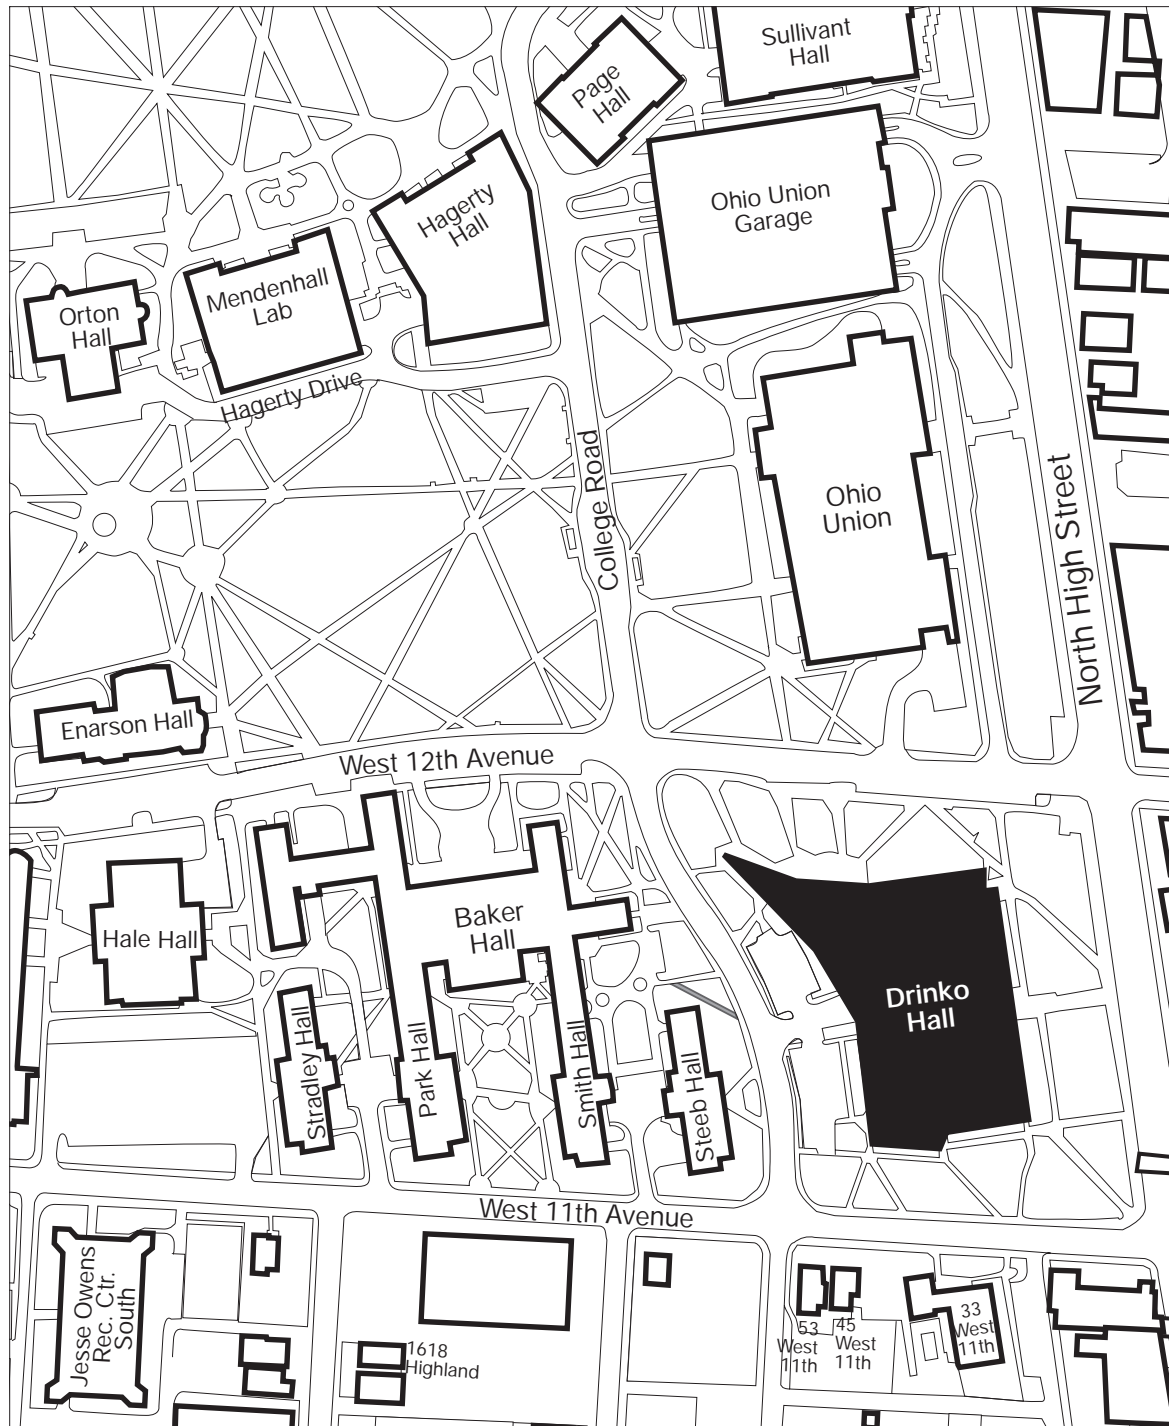 Sullivant
Hall
Page
Hall
Ohio Union
Garage
Hagerty
Hall
Mendenhall
Lab
Orton
Hall
Hagerty Drive
College Road
Ohio
Union
North High Street
Enarson Hall
West 12th Avenue
Baker
Hall
Hale Hall
Drinko
Hall
Stradley Hall
Park Hall
Smith Hall
Steeb Hall
West 11th Avenue
Jesse Owens
Rec. Ctr.
South
1618
Highland
53
West
11th
45
West
11th
33
West
11th